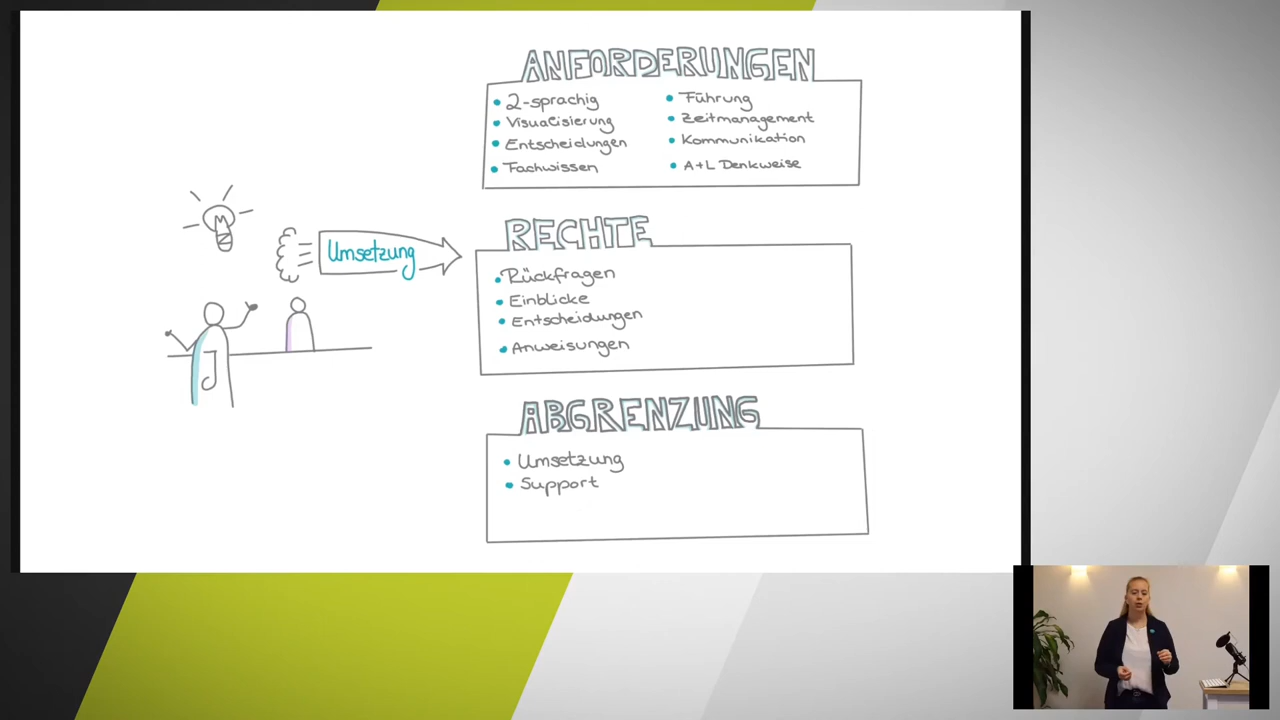 ANFORDERUNGEN
2-sprachig
Visualisierung
Entscheidungen
Fachwissen
Führung
Zeitmanagement
Kommunikation
A+L Denkweise
Umsetzung
RECHTE
Rückfragen
Einblicke
Entscheidungen
Anweisungen
ABGRENZUNG
Umsetzung
Support